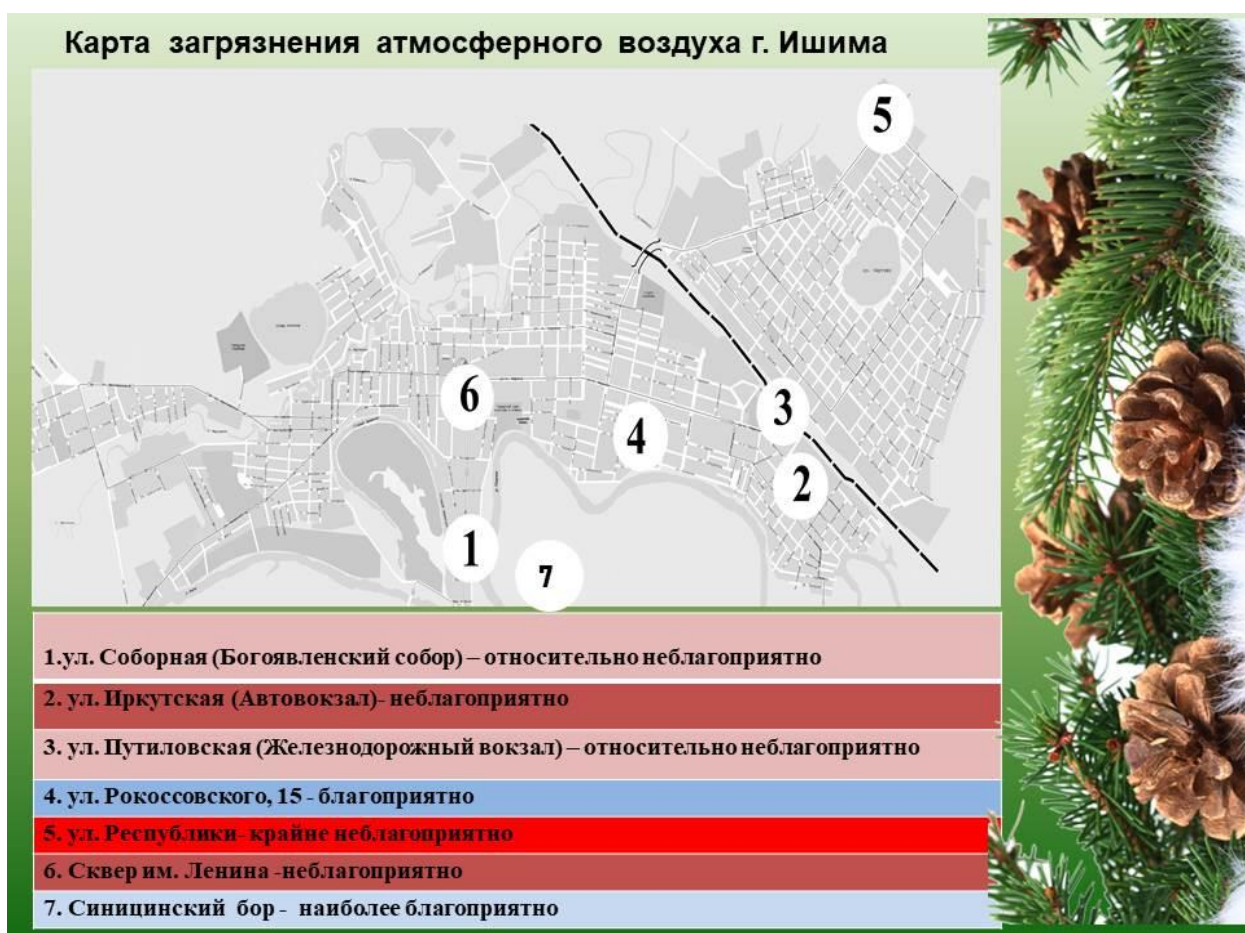 Карта загрязнения атмосферного воздуха г. Ишима
5
6
3
4
2
1
7
1.ул. Соборная (Богоявленский собор) – относительно неблагоприятно
2. ул. Иркутская (Автовокзал)- неблагоприятно
3. ул. Путиловская (Железнодорожный вокзал) – относительно неблагоприятно
4. ул. Рокоссовского, 15 - благоприятно
5. ул. Республики- крайне неблагоприятно
6. Сквер им. Ленина -неблагоприятно
7. Синицинский бор - наиболее благоприятно